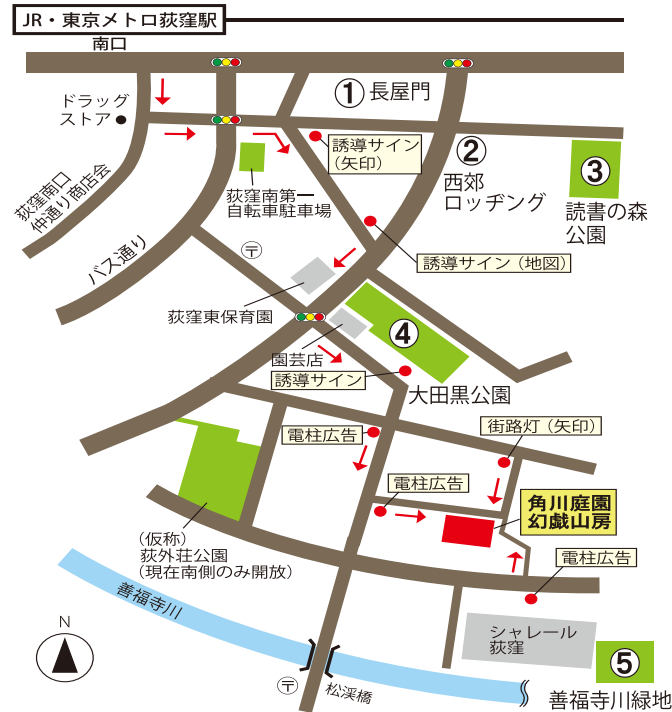 JR・東京メトロ荻窪駅
南口
ドラッグ
ストア
①長屋門
誘導サイン
(矢印)
②
西郊
ロッヂング
③
読書の森
公園
荻窪南口
仲通り商店会
荻窪南第一
自転車駐車場
バス通り
〒
誘導サイン(地図)
荻窪東保育園
園芸店
④
誘導サイン
大田黒公園
電柱広告
街路灯(矢印)
電柱広告
角川庭園
幻戯山房
(仮称)
荻外荘公園
(現在南側のみ開放)
電柱広告
善福寺川
シャレール
荻窪
N
〒
松渓橋
⑤
善福寺川緑地